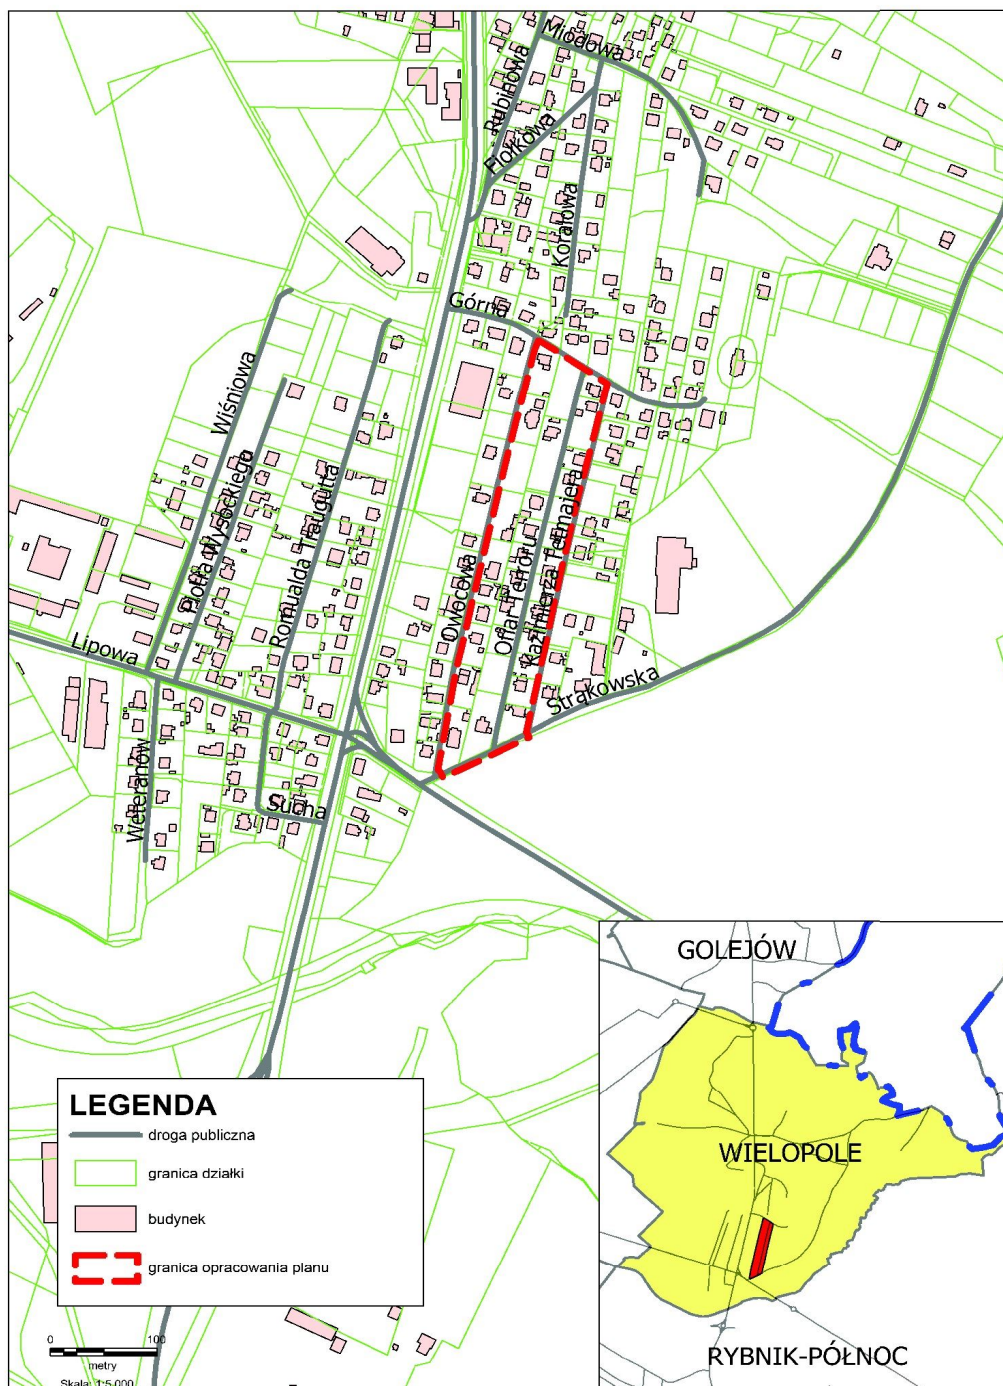 Miodowa
Rubinowa
Fiołkowa
Koralowa
Górna
Wiśniowa
Piotra Wysockiego
Romualda Traugutta
Owocowa
Ofiar Terroru
Kazimierza Tetmajera
Lipowa
Strąkowska
Weteranów
Sucha
GOLEJÓW
WIELOPOLE
RYBNIK-PÓŁNOC
LEGENDA
droga publiczna
granica działki
budynek
granica opracowania planu
0 100
metry
Skala: 1:5 000